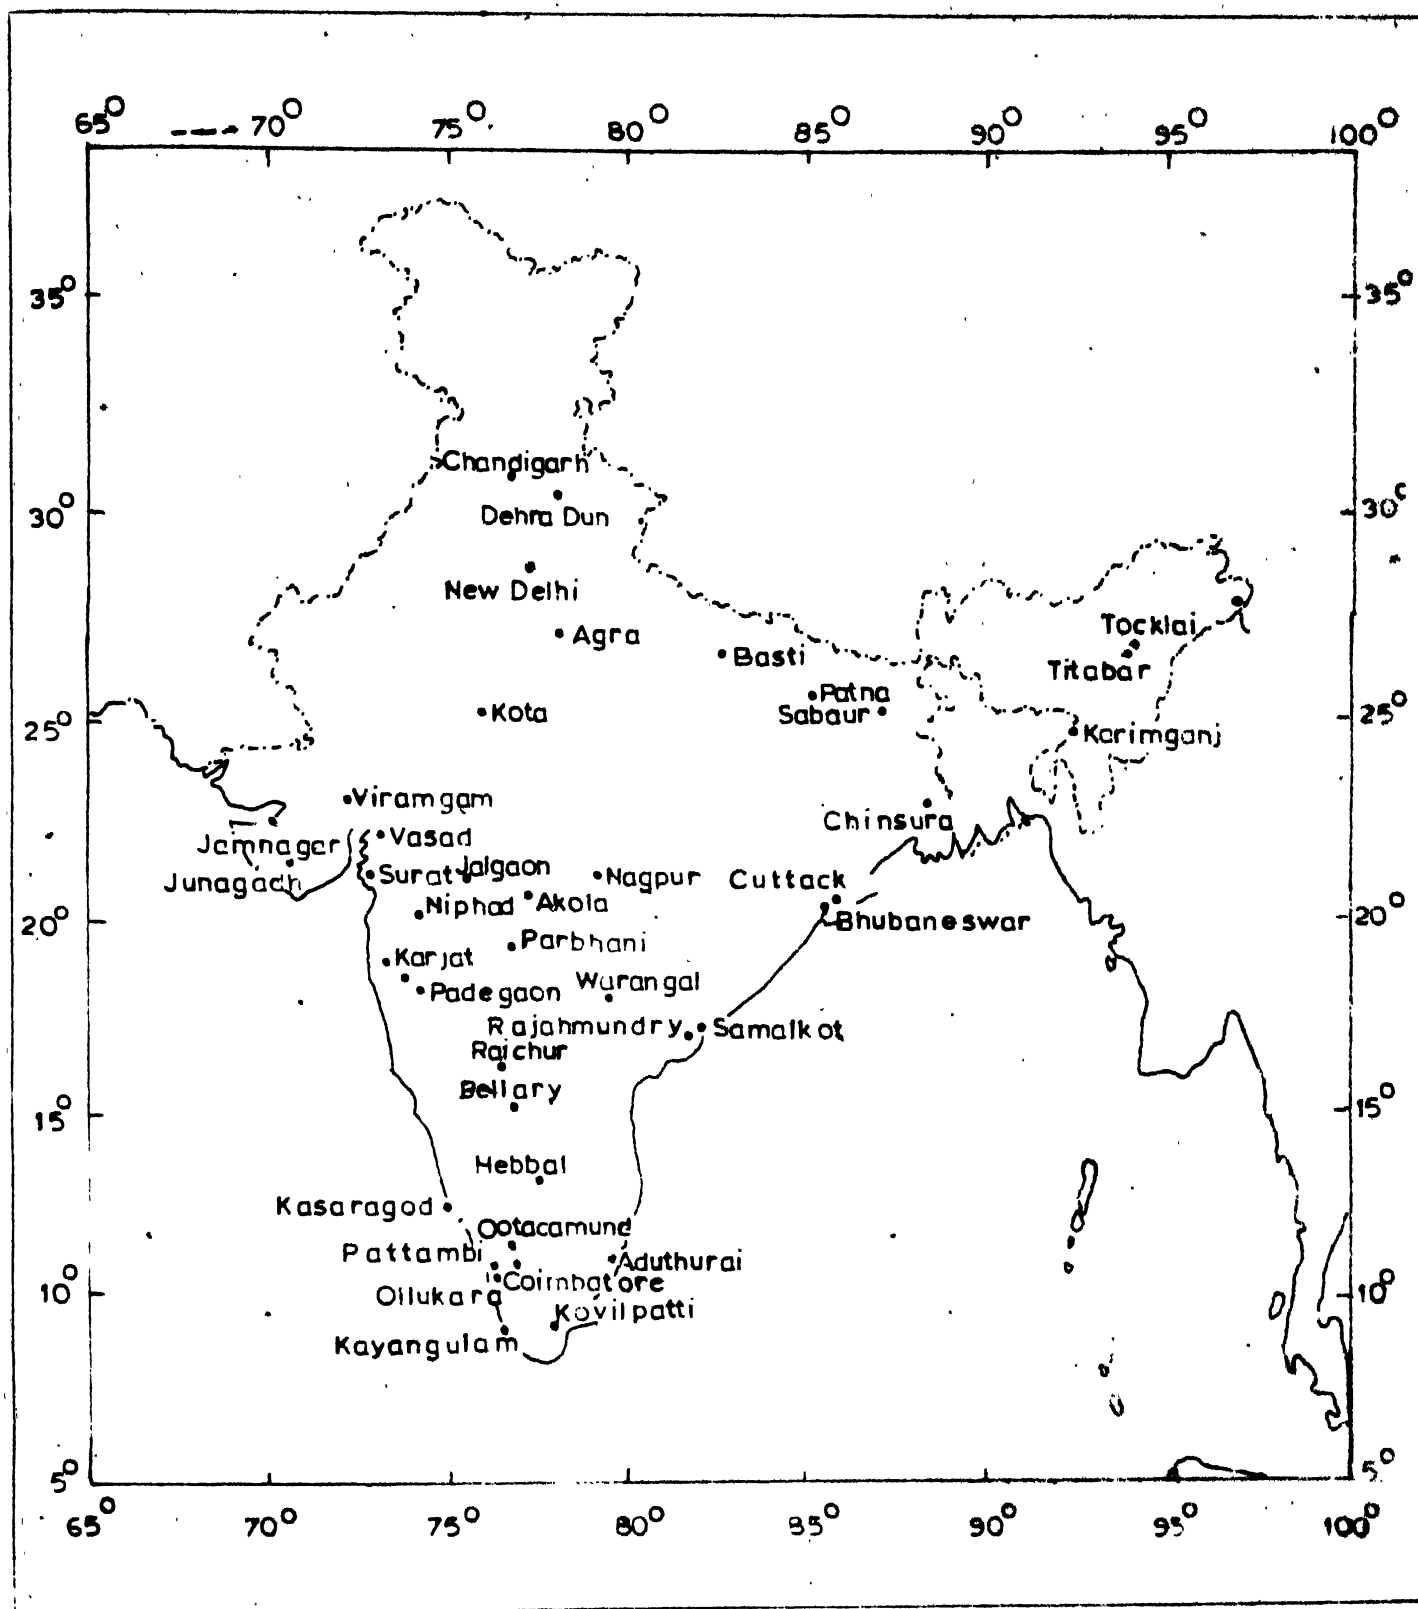 65° 70° 75° 80° 85° 90° 95° 100°
35° 35°
Chandigarh
30° 30°
Dehra Dun
New Delhi
Tocklai
Agra
Basti
Titabar
Patna
25° Kota Sabaur 25°
Karimganj
Viramgam
Chinsura
Vasad
Jamnagar
Jalgaon
Junagadh Surat Nagpur Cuttack
Niphad Akola
20° Bhubaneswar 20°
Parbhani
Karjat
Padegaon Warangal
Rajahmundry Samalkot
Raichur
Bellary
15° 15°
Hebbal
Kasaragod
Ootacamund
Pattambi Aduthurai
Coimbatore
10° Ollukara 10°
Kovilpatti
Kayangulam
5° 5°
65° 70° 75° 80° 85° 90° 95° 100°